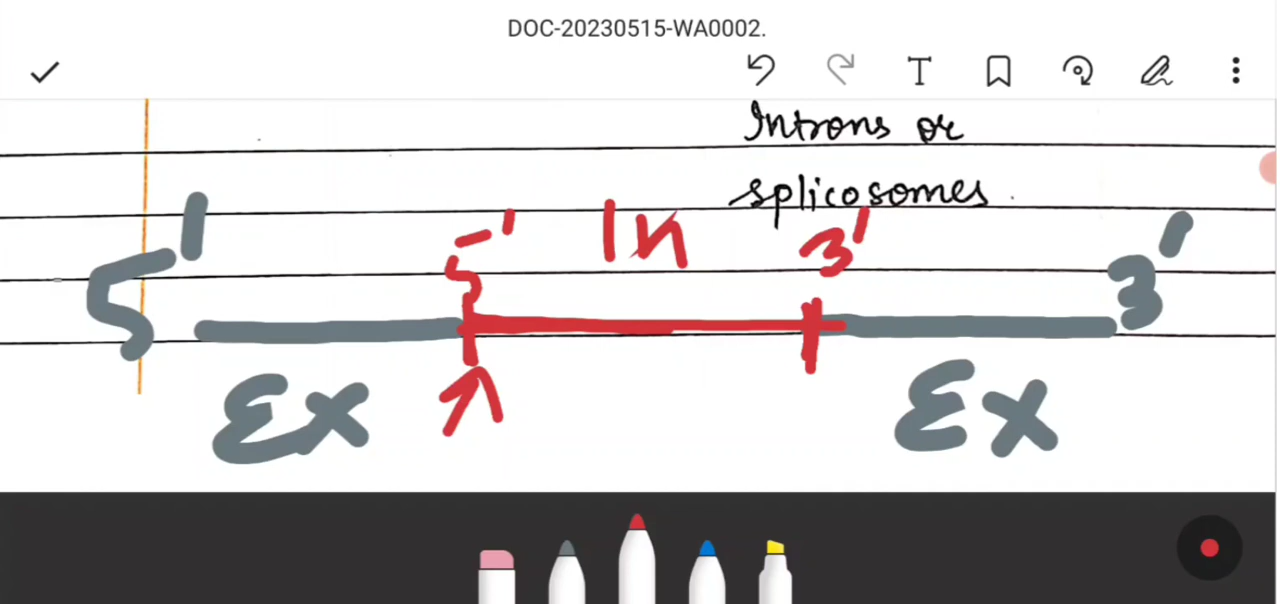 DOC-20230515-WA0002.
T
Introns or
splicosomes.
5' 5' In 3' 3'
Ex Ex